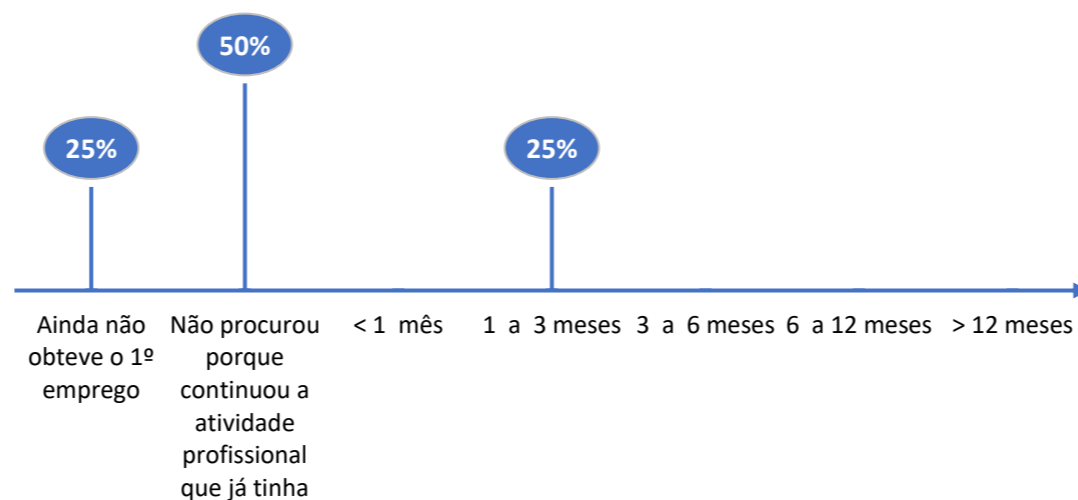 50%
25%
25%
Ainda não
obteve o 1º
emprego
Não procurou
porque
continuou a
atividade
profissional
que já tinha
< 1 mês
1 a 3 meses
3 a 6 meses
6 a 12 meses
> 12 meses